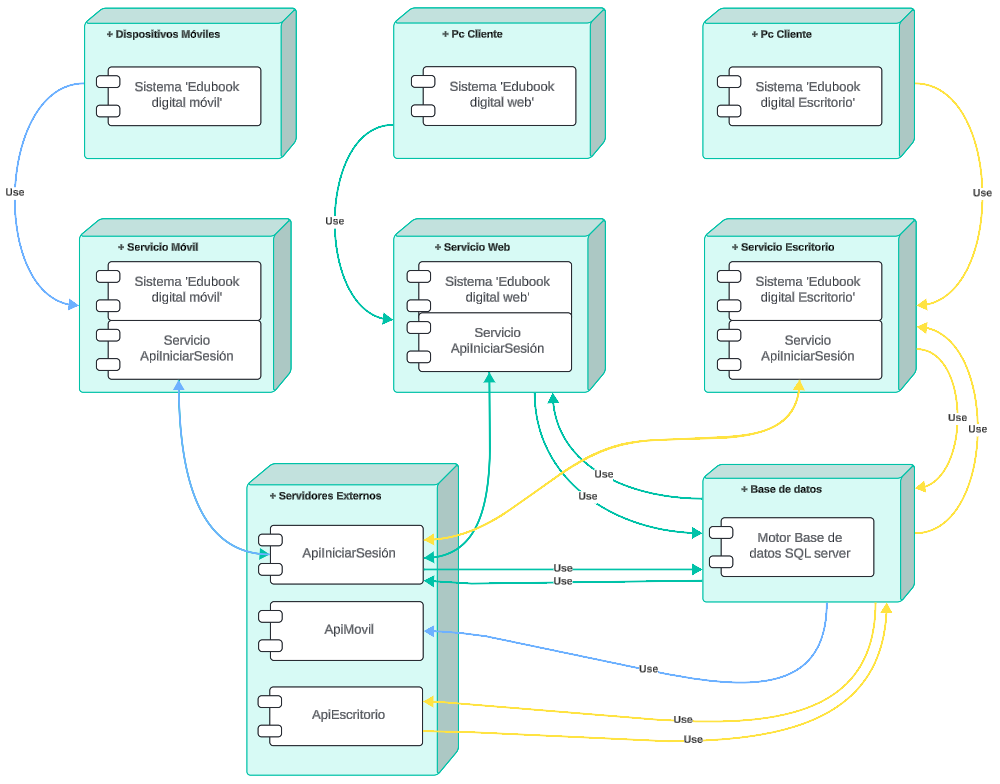 + Dispositivos Móviles
Sistema 'Edubook
digital móvil'
+ Pc Cliente
Sistema 'Edubook
digital web'
+ Pc Cliente
Sistema 'Edubook
digital Escritorio'
Use
Use
Use
+ Servicio Móvil
Sistema 'Edubook
digital móvil'
Servicio
ApiIniciarSesión
+ Servicio Web
Sistema 'Edubook
digital web'
Servicio
ApiIniciarSesión
+ Servicio Escritorio
Sistema 'Edubook
digital Escritorio'
Servicio
ApiIniciarSesión
Use
Use
Use
Use
+ Servidores Externos
ApiIniciarSesión
ApiMovil
ApiEscritorio
+ Base de datos
Motor Base de
datos SQL server
Use
Use
Use
Use
Use